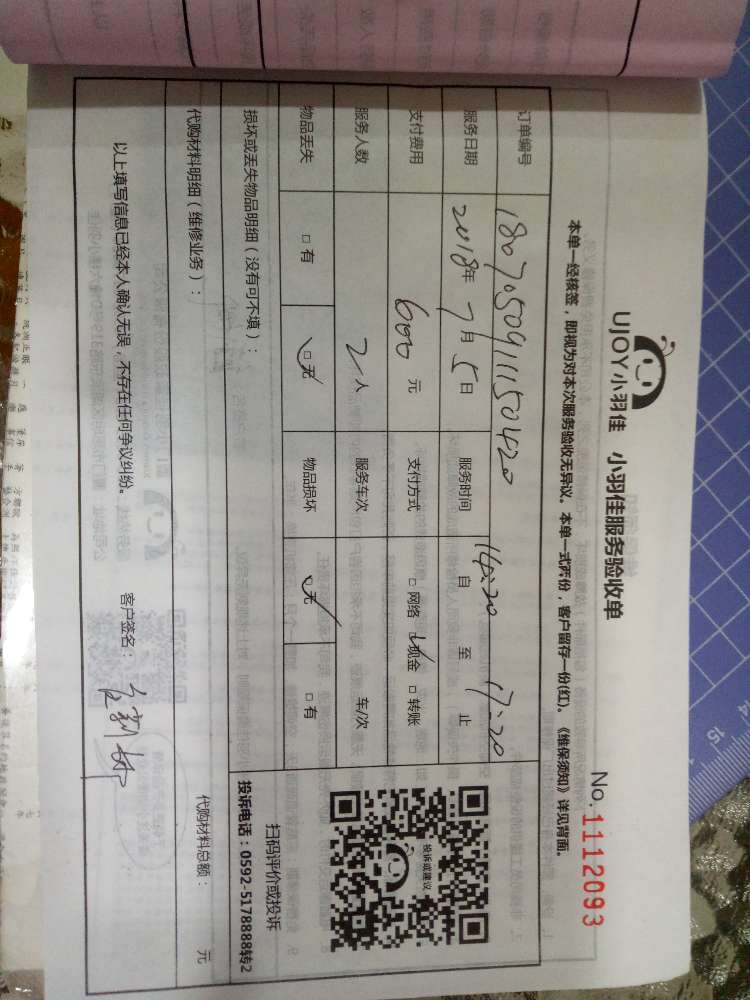 UJOY小羽佳 小羽佳服务验收单
No.1112093
本单一经核签，即视为对本次服务验收无异议。本单一式两份，客户留存一份(红)。《维保须知》详见背面。
订单编号 1807050911150420
服务日期 2018年7月5日 服务时间 14:20 自 至 17:20 止
支付费用 600 元 支付方式 □网络 ☑现金 □转账
服务人数 2人 服务车次 车/次
物品丢失 □有 ☑无 物品损坏 ☑无 □有
投诉或建议
扫码评价或投诉
投诉电话：0592-5178888转2
损坏或丢失物品明细（没有可不填）：
代购材料明细（维修业务）： 代购材料总额： 元
以上填写信息已经本人确认无误，不存在任何争议纠纷。 客户签名：